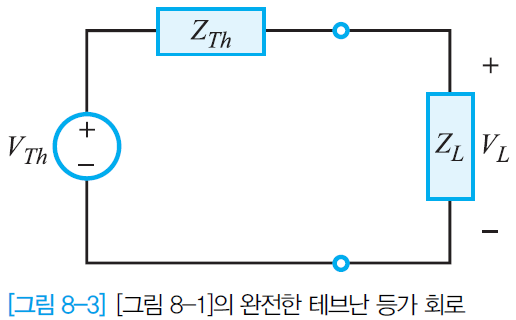 Z_Th
+
V_Th
+
−
Z_L
V_L
−
[그림 8−3] [그림 8−1]의 완전한 테브난 등가 회로